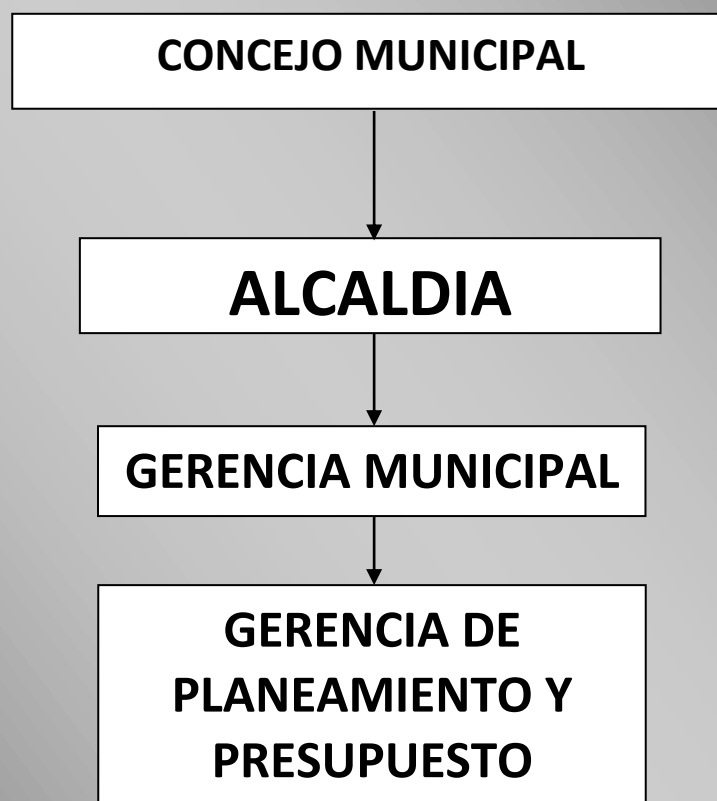 CONCEJO MUNICIPAL
ALCALDIA
GERENCIA MUNICIPAL
GERENCIA DE
PLANEAMIENTO Y
PRESUPUESTO